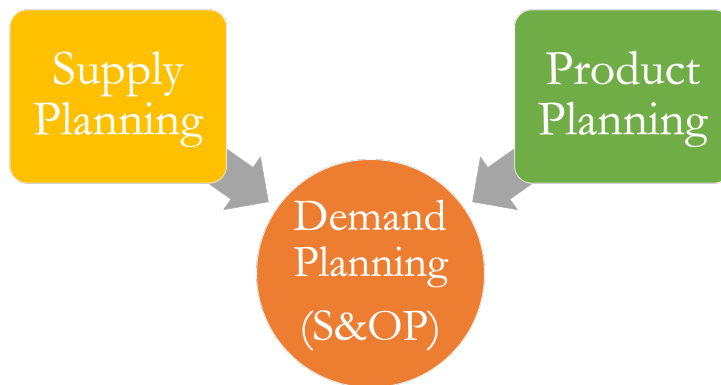 Supply
Planning
Product
Planning
Demand
Planning
(S&OP)